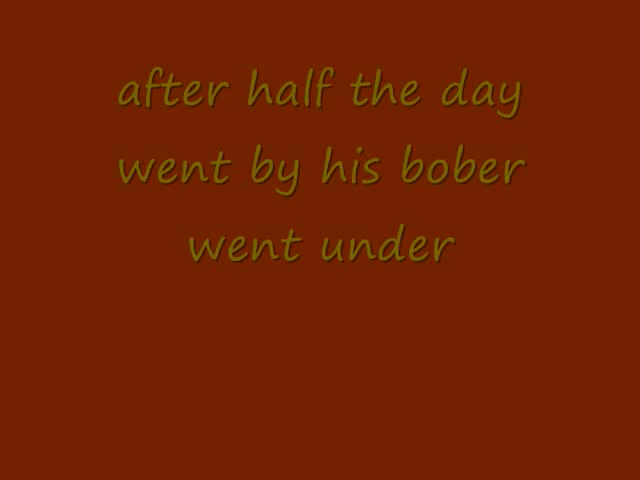 after half the day
went by his bober
went under